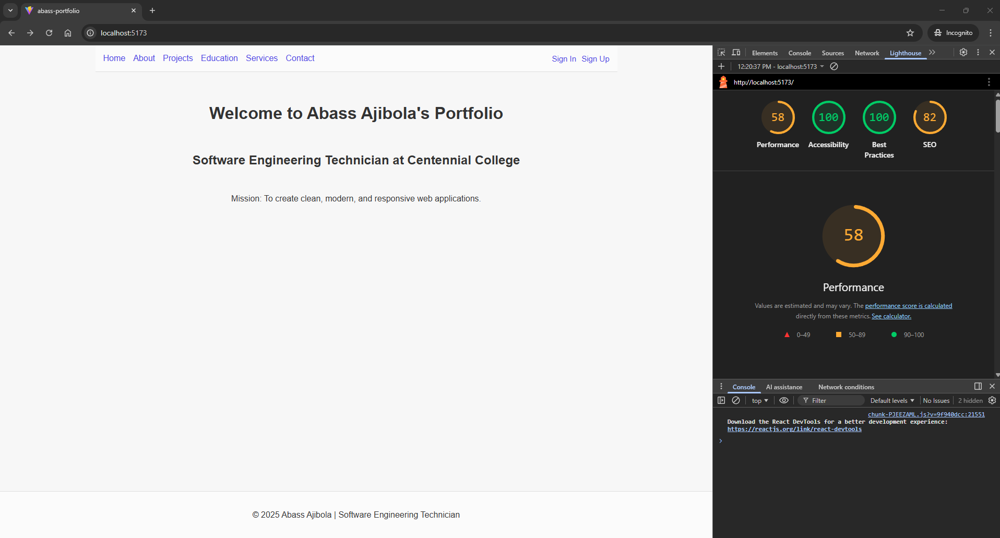 abass-portfolio
localhost:5173
Incognito
Home About Projects Education Services Contact
Sign In Sign Up
Welcome to Abass Ajibola's Portfolio
Software Engineering Technician at Centennial College
Mission: To create clean, modern, and responsive web applications.
© 2025 Abass Ajibola | Software Engineering Technician
Elements Console Sources Network Lighthouse
12:20:37 PM - localhost:5173
http://localhost:5173/
58 100 100 82
Performance Accessibility Best Practices SEO
58
Performance
Values are estimated and may vary. The performance score is calculated
directly from these metrics. See calculator.
0–49 50–89 90–100
Console AI assistance Network conditions
top Filter Default levels No Issues 2 hidden
chunk-PJEEZAML.js?v=9f940dcc:21551
Download the React DevTools for a better development experience:
https://reactjs.org/link/react-devtools